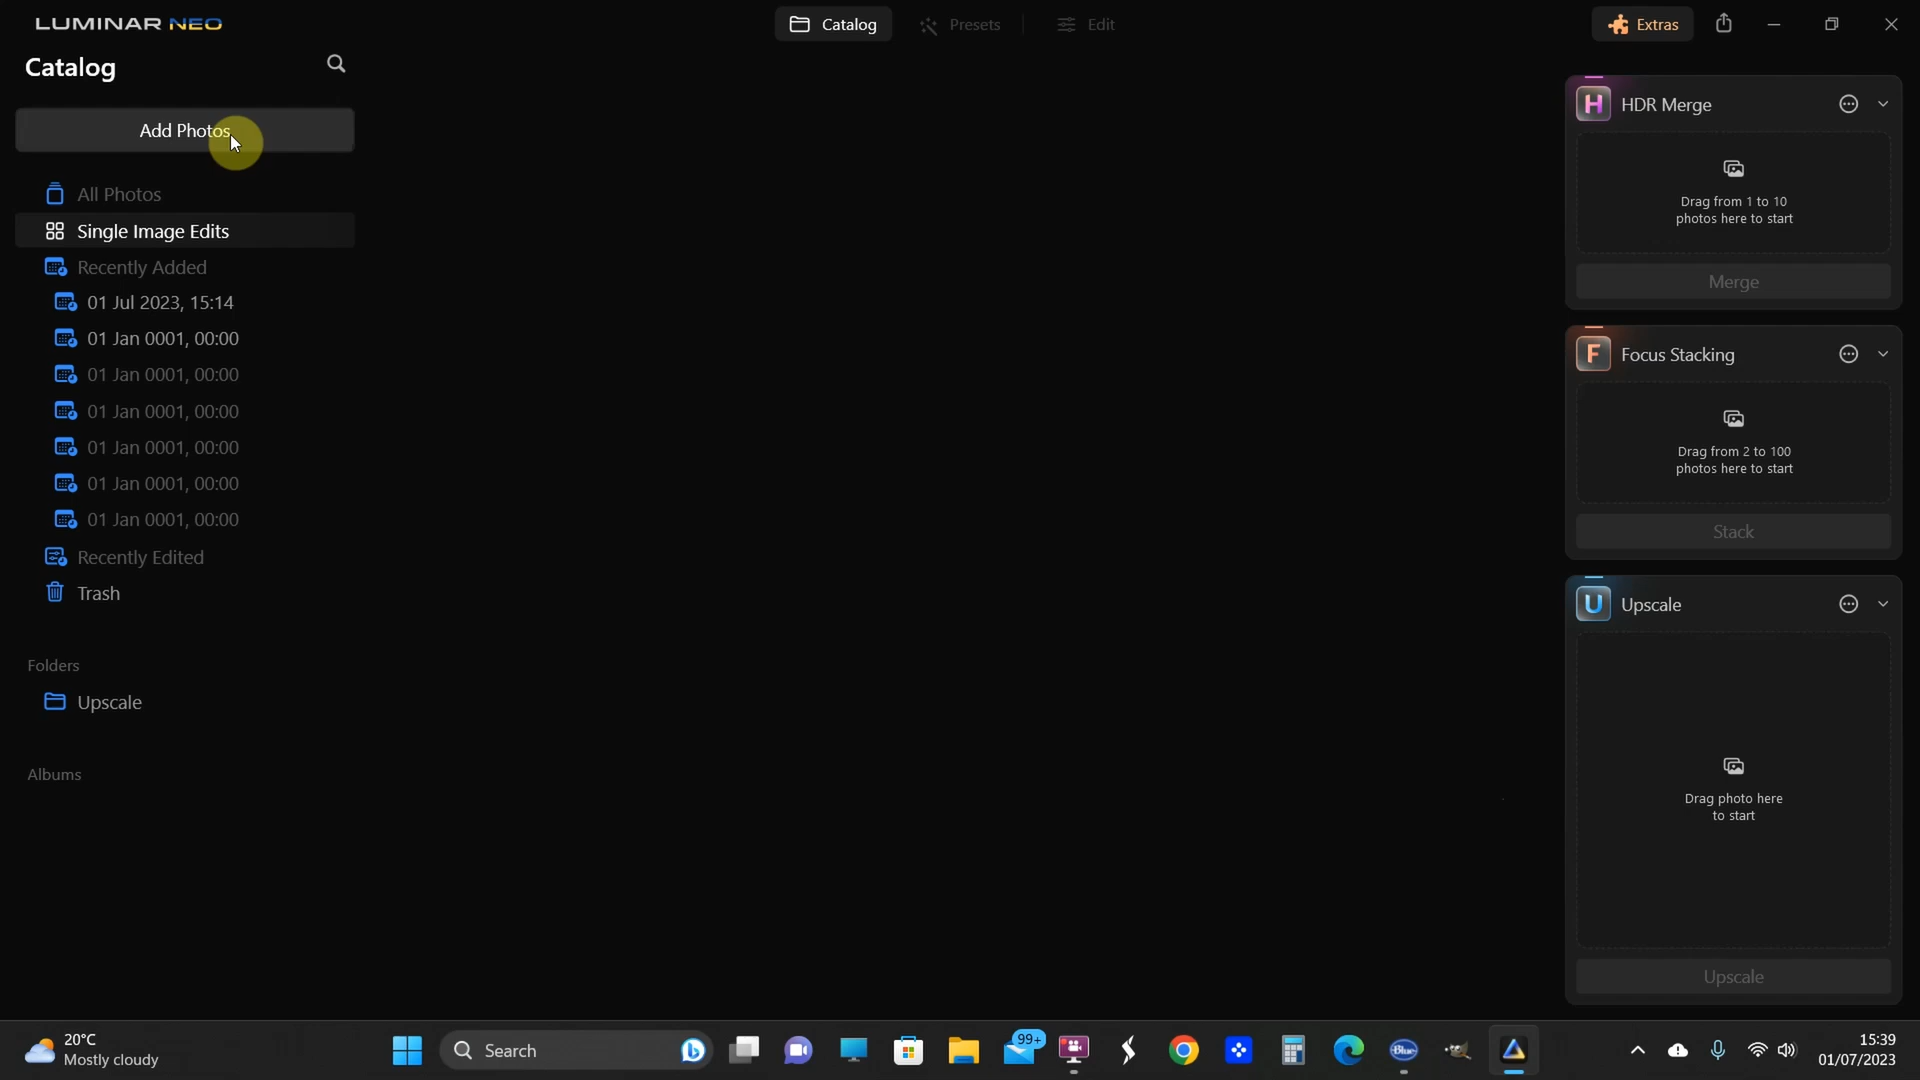 LUMINAR NEO
Catalog
Presets
Edit
Extras
Catalog
Add Photos
All Photos
Single Image Edits
Recently Added
01 Jul 2023, 15:14
01 Jan 0001, 00:00
01 Jan 0001, 00:00
01 Jan 0001, 00:00
01 Jan 0001, 00:00
01 Jan 0001, 00:00
01 Jan 0001, 00:00
Recently Edited
Trash
Folders
Upscale
Albums
H HDR Merge
Drag from 1 to 10
photos here to start
Merge
F Focus Stacking
Drag from 2 to 100
photos here to start
Stack
U Upscale
Drag photo here
to start
Upscale
20°C
Mostly cloudy
Search
99+
Blue
15:39
01/07/2023